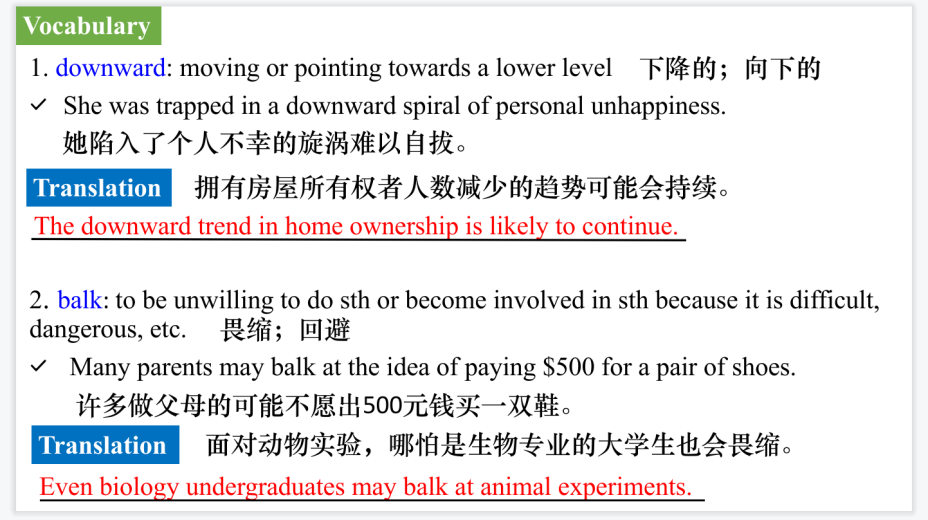 Vocabulary
1. downward: moving or pointing towards a lower level 下降的；向下的
✓ She was trapped in a downward spiral of personal unhappiness.
她陷入了个人不幸的旋涡难以自拔。
Translation 拥有房屋所有权者人数减少的趋势可能会持续。
The downward trend in home ownership is likely to continue.
2. balk: to be unwilling to do sth or become involved in sth because it is difficult,
dangerous, etc. 畏缩；回避
✓ Many parents may balk at the idea of paying $500 for a pair of shoes.
许多做父母的可能不愿出500元钱买一双鞋。
Translation 面对动物实验，哪怕是生物专业的大学生也会畏缩。
Even biology undergraduates may balk at animal experiments.